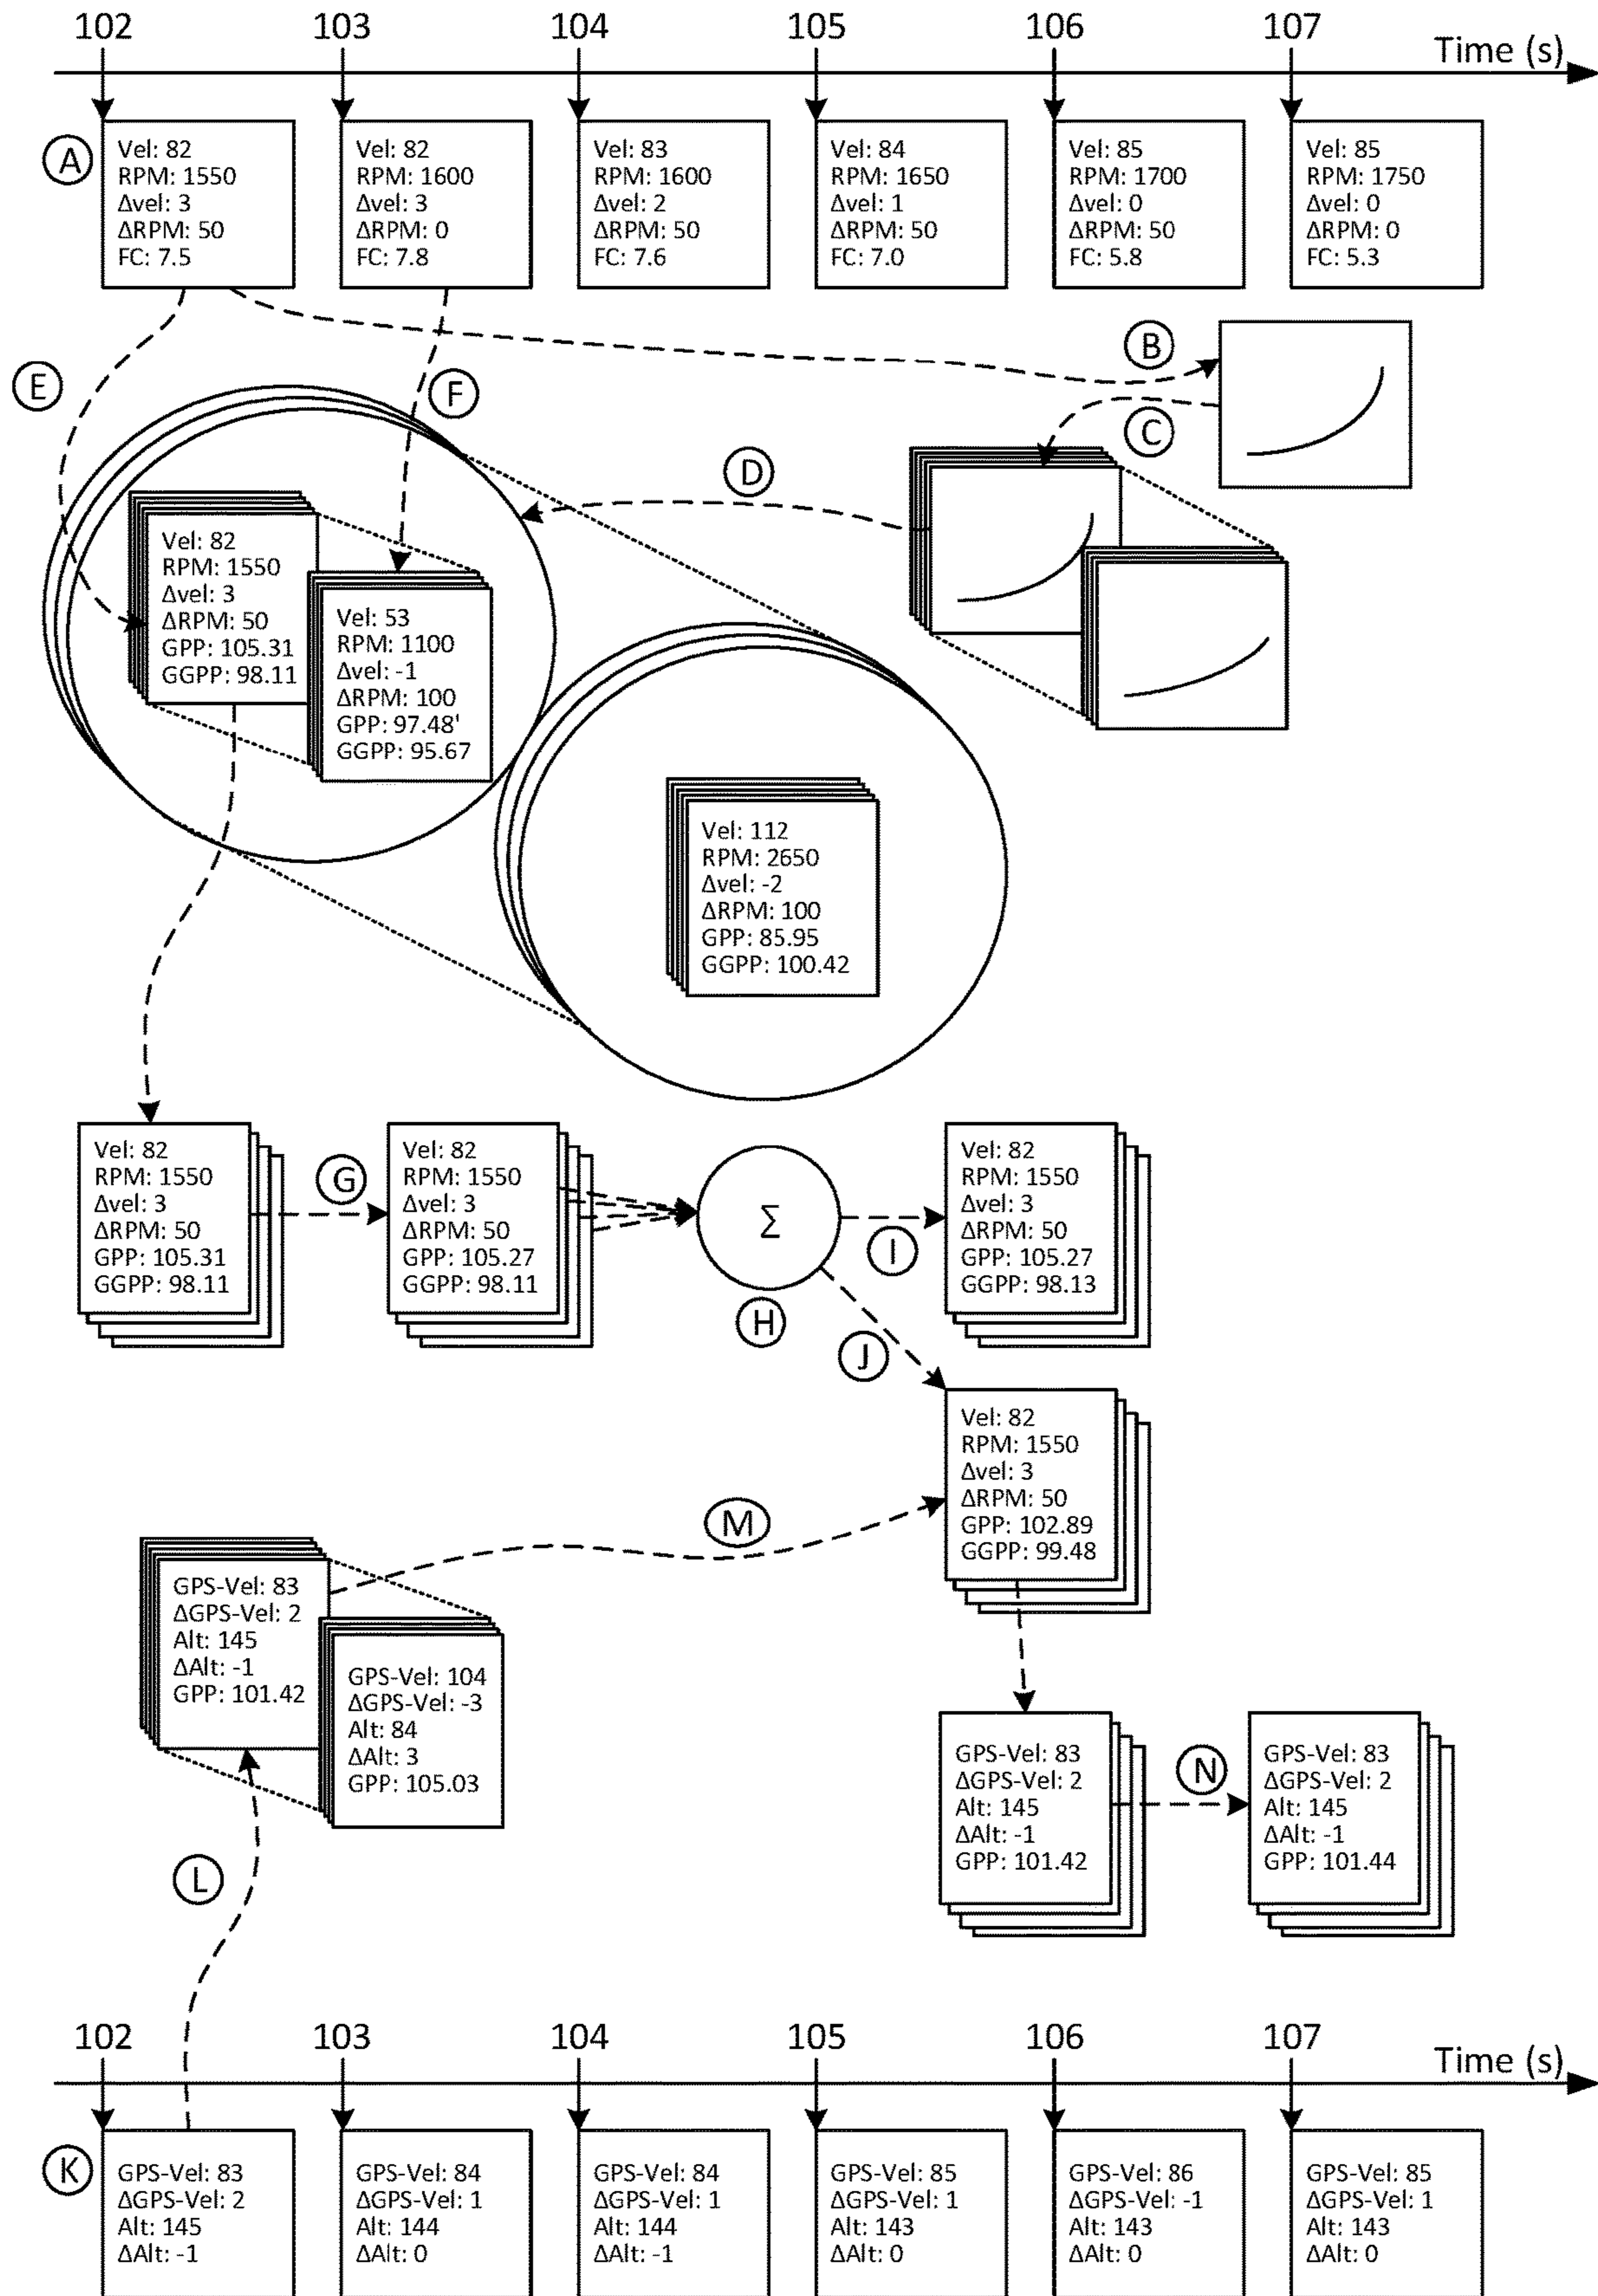 102 103 104 105 106 107
Time (s)
A
Vel: 82
RPM: 1550
Δvel: 3
ΔRPM: 50
FC: 7.5
Vel: 82
RPM: 1600
Δvel: 3
ΔRPM: 0
FC: 7.8
Vel: 83
RPM: 1600
Δvel: 2
ΔRPM: 50
FC: 7.6
Vel: 84
RPM: 1650
Δvel: 1
ΔRPM: 50
FC: 7.0
Vel: 85
RPM: 1700
Δvel: 0
ΔRPM: 50
FC: 5.8
Vel: 85
RPM: 1750
Δvel: 0
ΔRPM: 0
FC: 5.3
B
E
F
C
D
Vel: 82
RPM: 1550
Δvel: 3
ΔRPM: 50
GPP: 105.31
GGPP: 98.11
Vel: 53
RPM: 1100
Δvel: -1
ΔRPM: 100
GPP: 97.48'
GGPP: 95.67
Vel: 112
RPM: 2650
Δvel: -2
ΔRPM: 100
GPP: 85.95
GGPP: 100.42
Vel: 82
RPM: 1550
Δvel: 3
ΔRPM: 50
GPP: 105.31
GGPP: 98.11
G
Vel: 82
RPM: 1550
Δvel: 3
ΔRPM: 50
GPP: 105.27
GGPP: 98.11
Σ
H
I
Vel: 82
RPM: 1550
Δvel: 3
ΔRPM: 50
GPP: 105.27
GGPP: 98.13
J
Vel: 82
RPM: 1550
Δvel: 3
ΔRPM: 50
GPP: 102.89
GGPP: 99.48
M
GPS-Vel: 83
ΔGPS-Vel: 2
Alt: 145
ΔAlt: -1
GPP: 101.42
GPS-Vel: 104
ΔGPS-Vel: -3
Alt: 84
ΔAlt: 3
GPP: 105.03
GPS-Vel: 83
ΔGPS-Vel: 2
Alt: 145
ΔAlt: -1
GPP: 101.42
N
GPS-Vel: 83
ΔGPS-Vel: 2
Alt: 145
ΔAlt: -1
GPP: 101.44
L
102 103 104 105 106 107
Time (s)
K
GPS-Vel: 83
ΔGPS-Vel: 2
Alt: 145
ΔAlt: -1
GPS-Vel: 84
ΔGPS-Vel: 1
Alt: 144
ΔAlt: 0
GPS-Vel: 84
ΔGPS-Vel: 1
Alt: 144
ΔAlt: -1
GPS-Vel: 85
ΔGPS-Vel: 1
Alt: 143
ΔAlt: 0
GPS-Vel: 86
ΔGPS-Vel: -1
Alt: 143
ΔAlt: 0
GPS-Vel: 85
ΔGPS-Vel: 1
Alt: 143
ΔAlt: 0